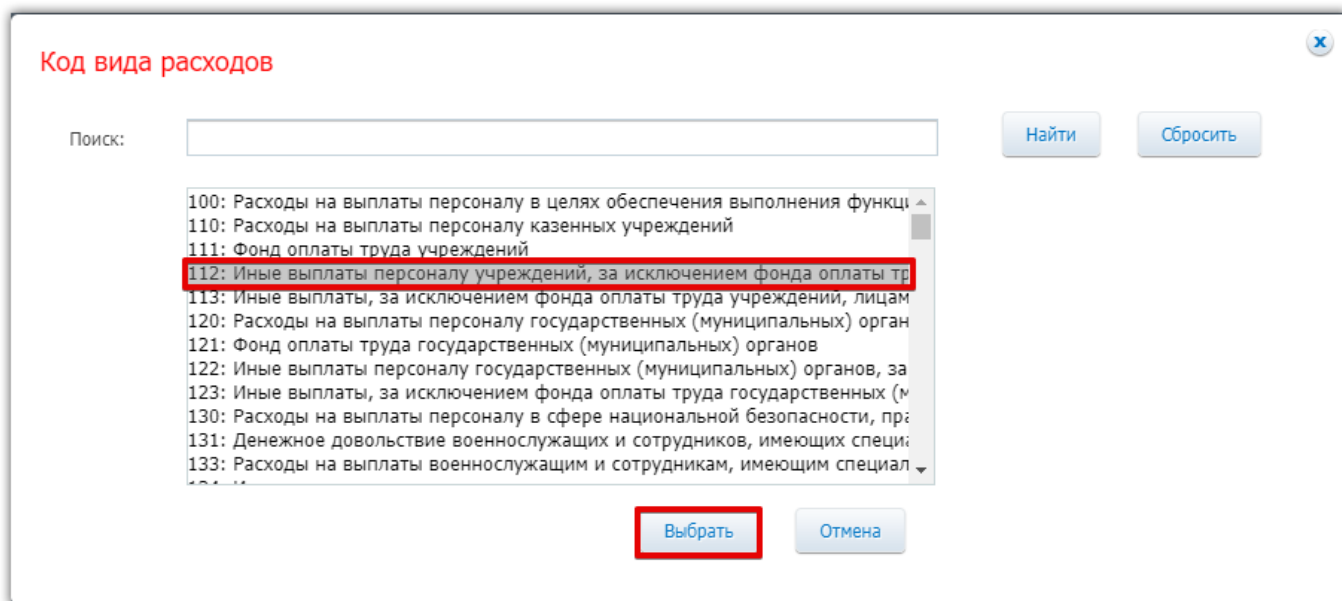 x
Код вида расходов
Поиск:
Найти
Сбросить
100: Расходы на выплаты персоналу в целях обеспечения выполнения функци
110: Расходы на выплаты персоналу казенных учреждений
111: Фонд оплаты труда учреждений
112: Иные выплаты персоналу учреждений, за исключением фонда оплаты тр
113: Иные выплаты, за исключением фонда оплаты труда учреждений, лицам
120: Расходы на выплаты персоналу государственных (муниципальных) орган
121: Фонд оплаты труда государственных (муниципальных) органов
122: Иные выплаты персоналу государственных (муниципальных) органов, за
123: Иные выплаты, за исключением фонда оплаты труда государственных (м
130: Расходы на выплаты персоналу в сфере национальной безопасности, пра
131: Денежное довольствие военнослужащих и сотрудников, имеющих специа
133: Расходы на выплаты военнослужащим и сотрудникам, имеющим специал
Выбрать
Отмена